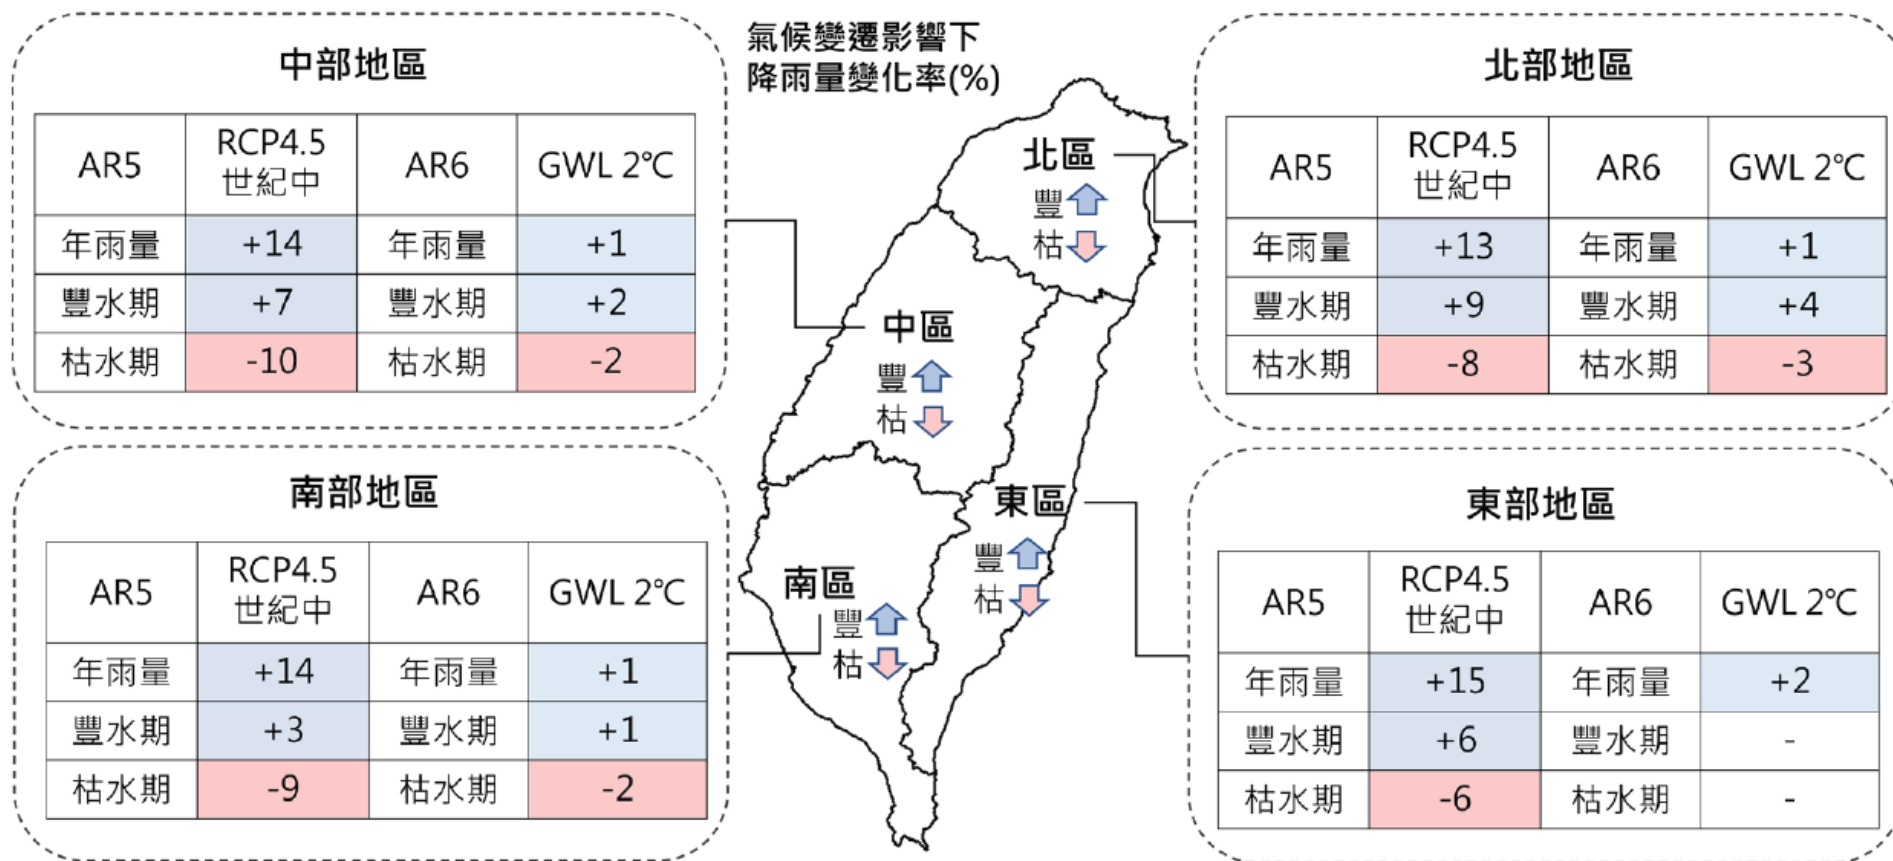 氣候變遷影響下
降雨量變化率(%)
中部地區
AR5 RCP4.5 世紀中 AR6 GWL 2℃
年雨量 +14 年雨量 +1
豐水期 +7 豐水期 +2
枯水期 -10 枯水期 -2
北部地區
AR5 RCP4.5 世紀中 AR6 GWL 2℃
年雨量 +13 年雨量 +1
豐水期 +9 豐水期 +4
枯水期 -8 枯水期 -3
北區
豐
枯
中區
豐
枯
東區
豐
枯
南區
豐
枯
南部地區
AR5 RCP4.5 世紀中 AR6 GWL 2℃
年雨量 +14 年雨量 +1
豐水期 +3 豐水期 +1
枯水期 -9 枯水期 -2
東部地區
AR5 RCP4.5 世紀中 AR6 GWL 2℃
年雨量 +15 年雨量 +2
豐水期 +6 豐水期 -
枯水期 -6 枯水期 -